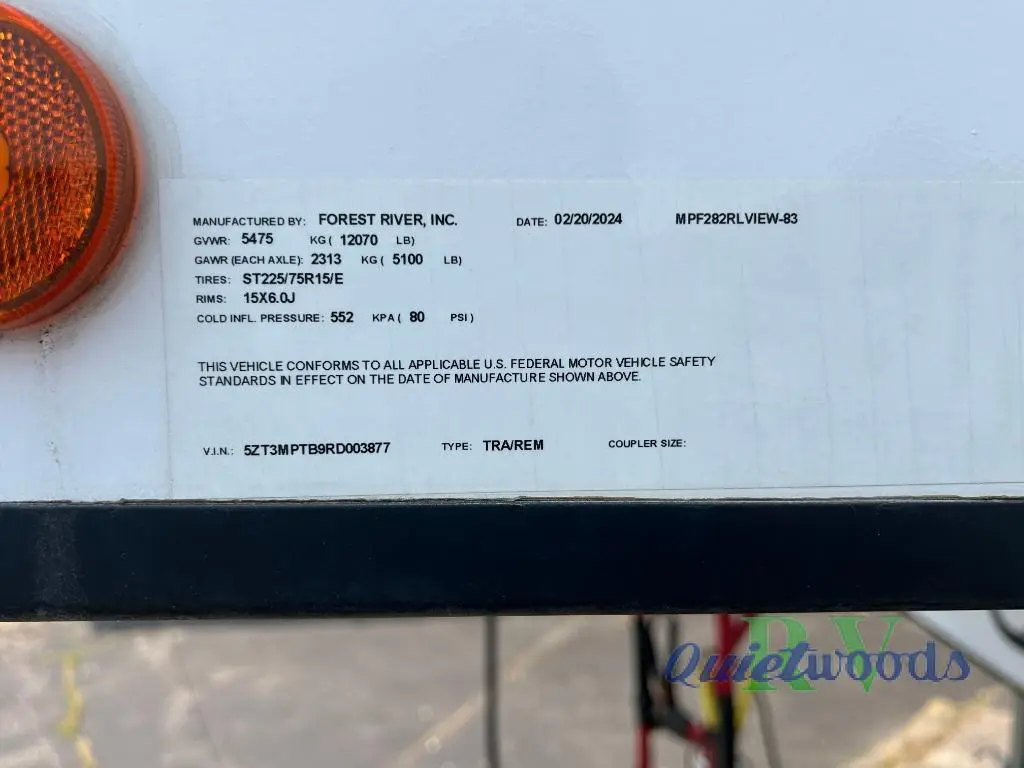 MANUFACTURED BY: FOREST RIVER, INC. DATE: 02/20/2024 MPF282RLVIEW-83
GVWR: 5475 KG ( 12070 LB)
GAWR (EACH AXLE): 2313 KG ( 5100 LB)
TIRES: ST225/75R15/E
RIMS: 15X6.0J
COLD INFL. PRESSURE: 552 KPA ( 80 PSI )
THIS VEHICLE CONFORMS TO ALL APPLICABLE U.S. FEDERAL MOTOR VEHICLE SAFETY
STANDARDS IN EFFECT ON THE DATE OF MANUFACTURE SHOWN ABOVE.
V.I.N.: 5ZT3MPTB9RD003877 TYPE: TRA/REM COUPLER SIZE:
Quietwoods RV